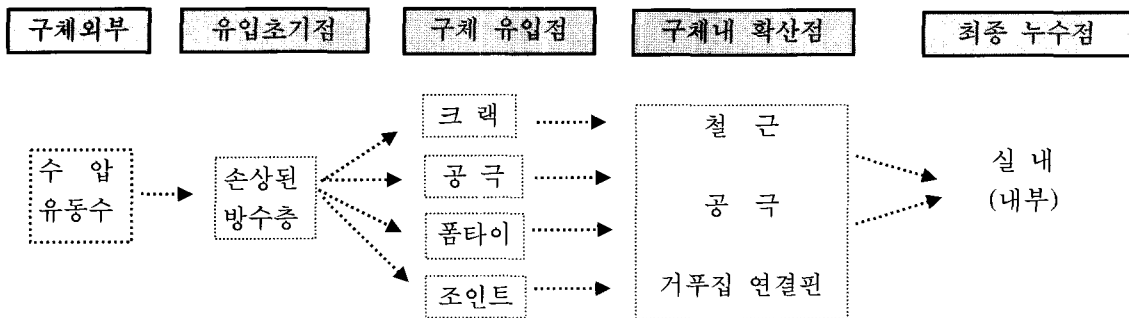 구체외부 유입초기점 구체 유입점 구체내 확산점 최종 누수점
수 압
유동수
손상된
방수층
크 랙
공 극
폼타이
조인트
철 근
공 극
거푸집 연결핀
실 내
(내부)